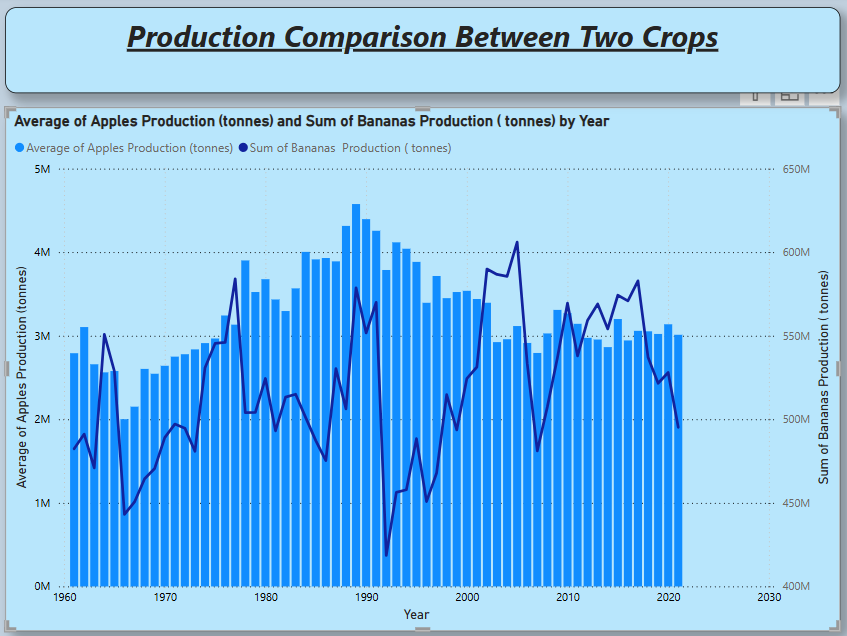 Production Comparison Between Two Crops
Average of Apples Production (tonnes) and Sum of Bananas Production ( tonnes) by Year
Average of Apples Production (tonnes) Sum of Bananas Production ( tonnes)
5M 650M
4M 600M
3M 550M
2M 500M
1M 450M
0M 400M
Average of Apples Production (tonnes)
Sum of Bananas Production ( tonnes)
1960 1970 1980 1990 2000 2010 2020 2030
Year